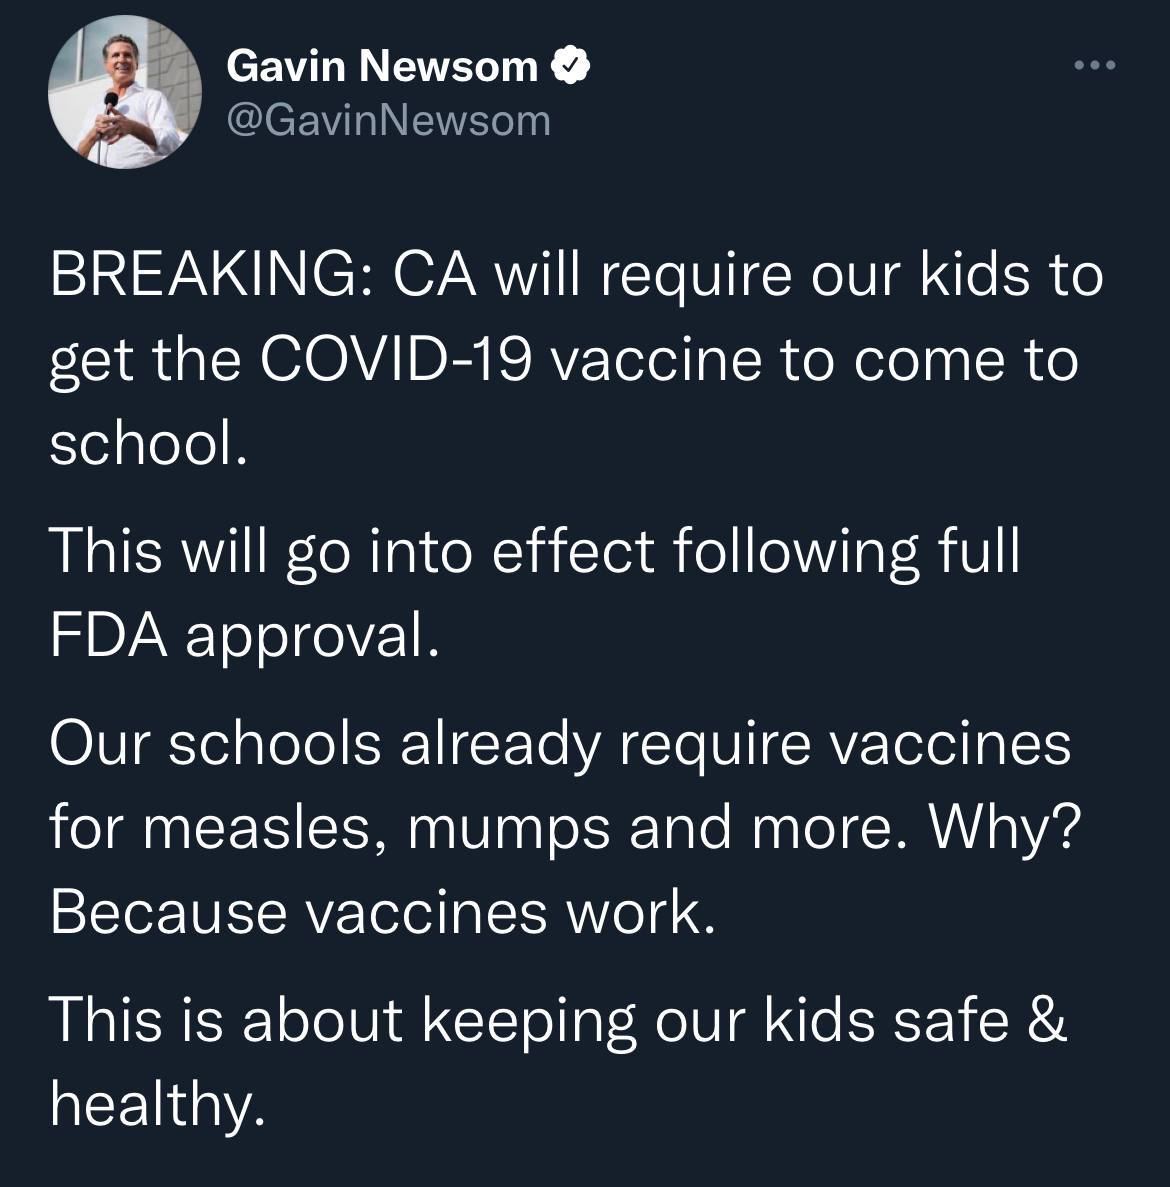 Gavin Newsom
@GavinNewsom
BREAKING: CA will require our kids to
get the COVID-19 vaccine to come to
school.
This will go into effect following full
FDA approval.
Our schools already require vaccines
for measles, mumps and more. Why?
Because vaccines work.
This is about keeping our kids safe &
healthy.